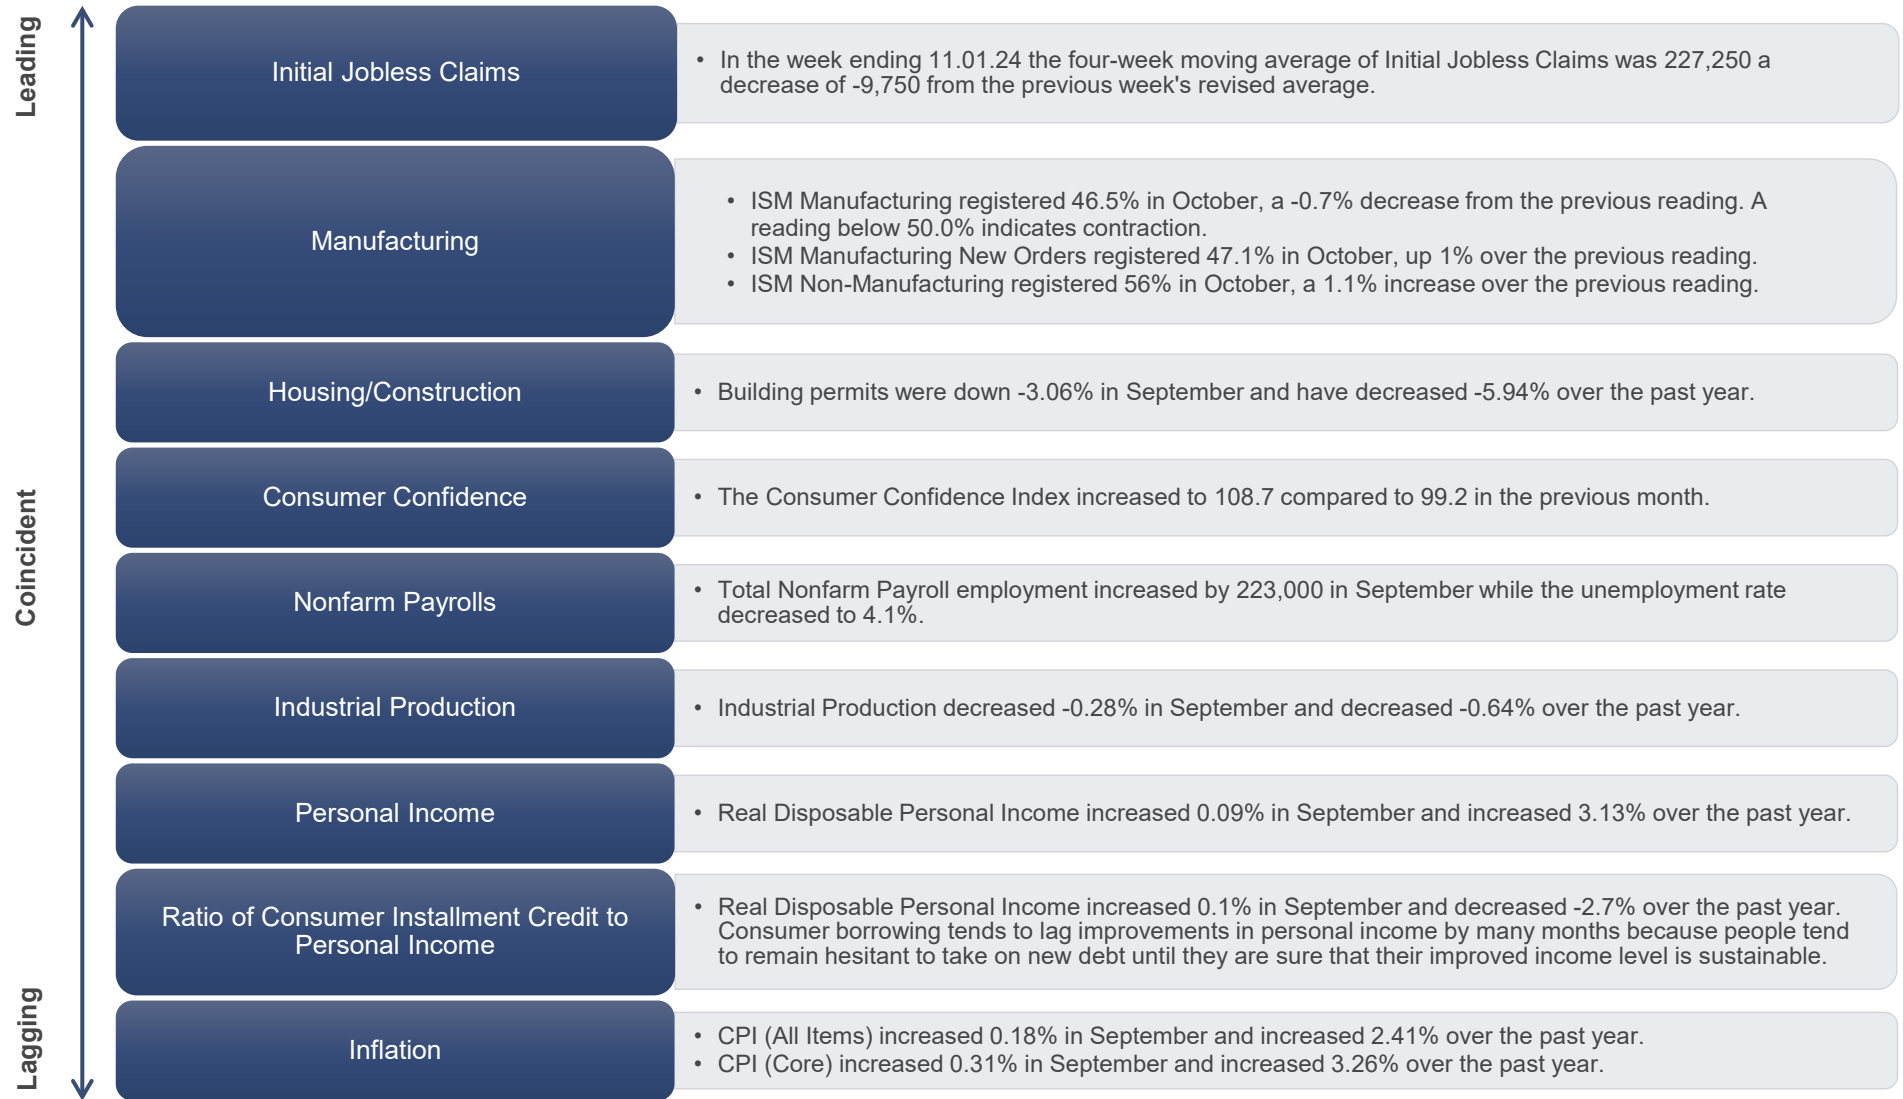 Leading
Initial Jobless Claims
• In the week ending 11.01.24 the four-week moving average of Initial Jobless Claims was 227,250 a
decrease of -9,750 from the previous week's revised average.
Manufacturing
• ISM Manufacturing registered 46.5% in October, a -0.7% decrease from the previous reading. A
reading below 50.0% indicates contraction.
• ISM Manufacturing New Orders registered 47.1% in October, up 1% over the previous reading.
• ISM Non-Manufacturing registered 56% in October, a 1.1% increase over the previous reading.
Housing/Construction
• Building permits were down -3.06% in September and have decreased -5.94% over the past year.
Coincident
Consumer Confidence
• The Consumer Confidence Index increased to 108.7 compared to 99.2 in the previous month.
Nonfarm Payrolls
• Total Nonfarm Payroll employment increased by 223,000 in September while the unemployment rate
decreased to 4.1%.
Industrial Production
• Industrial Production decreased -0.28% in September and decreased -0.64% over the past year.
Personal Income
• Real Disposable Personal Income increased 0.09% in September and increased 3.13% over the past year.
Ratio of Consumer Installment Credit to
Personal Income
• Real Disposable Personal Income increased 0.1% in September and decreased -2.7% over the past year.
Consumer borrowing tends to lag improvements in personal income by many months because people tend
to remain hesitant to take on new debt until they are sure that their improved income level is sustainable.
Lagging
Inflation
• CPI (All Items) increased 0.18% in September and increased 2.41% over the past year.
• CPI (Core) increased 0.31% in September and increased 3.26% over the past year.